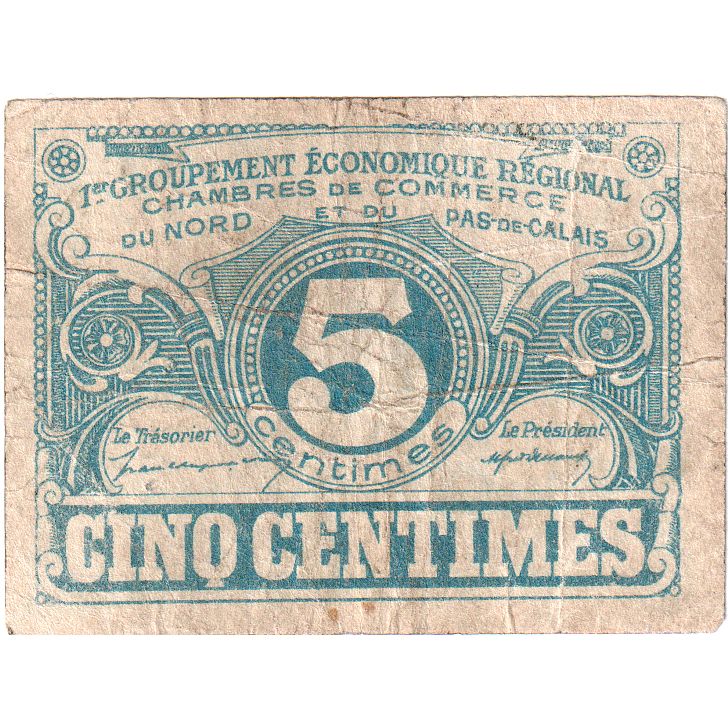 1er GROUPEMENT ÉCONOMIQUE RÉGIONAL
CHAMBRES DE COMMERCE
DU NORD ET DU PAS-DE-CALAIS
5
centimes
Le Trésorier
Le Président
CINQ CENTIMES